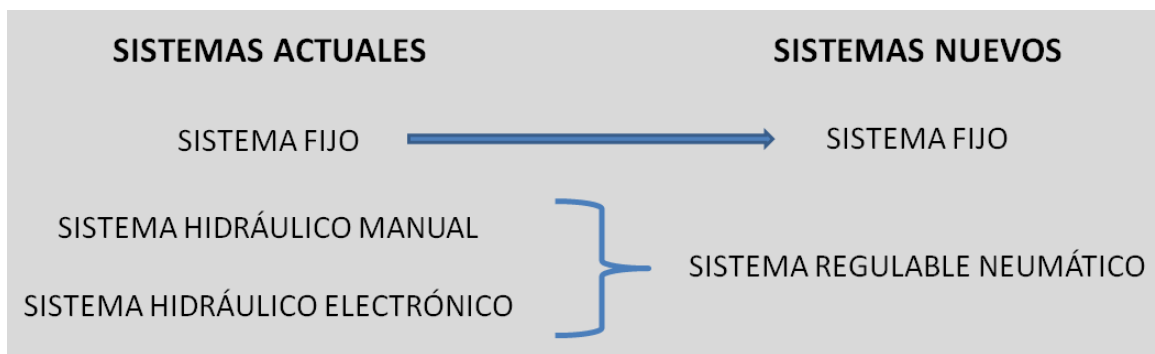 SISTEMAS ACTUALES
SISTEMAS NUEVOS
SISTEMA FIJO
SISTEMA FIJO
SISTEMA HIDRÁULICO MANUAL
SISTEMA REGULABLE NEUMÁTICO
SISTEMA HIDRÁULICO ELECTRÓNICO